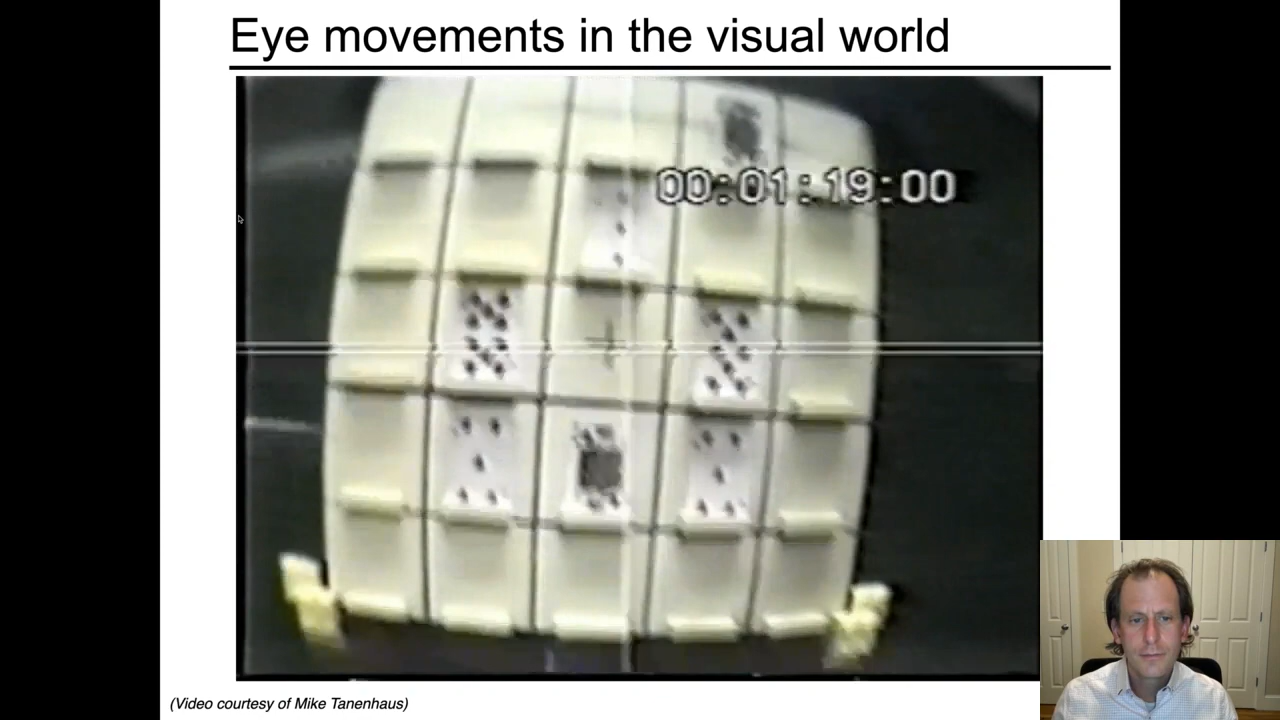 Eye movements in the visual world
00:01:19:00
(Video courtesy of Mike Tanenhaus)